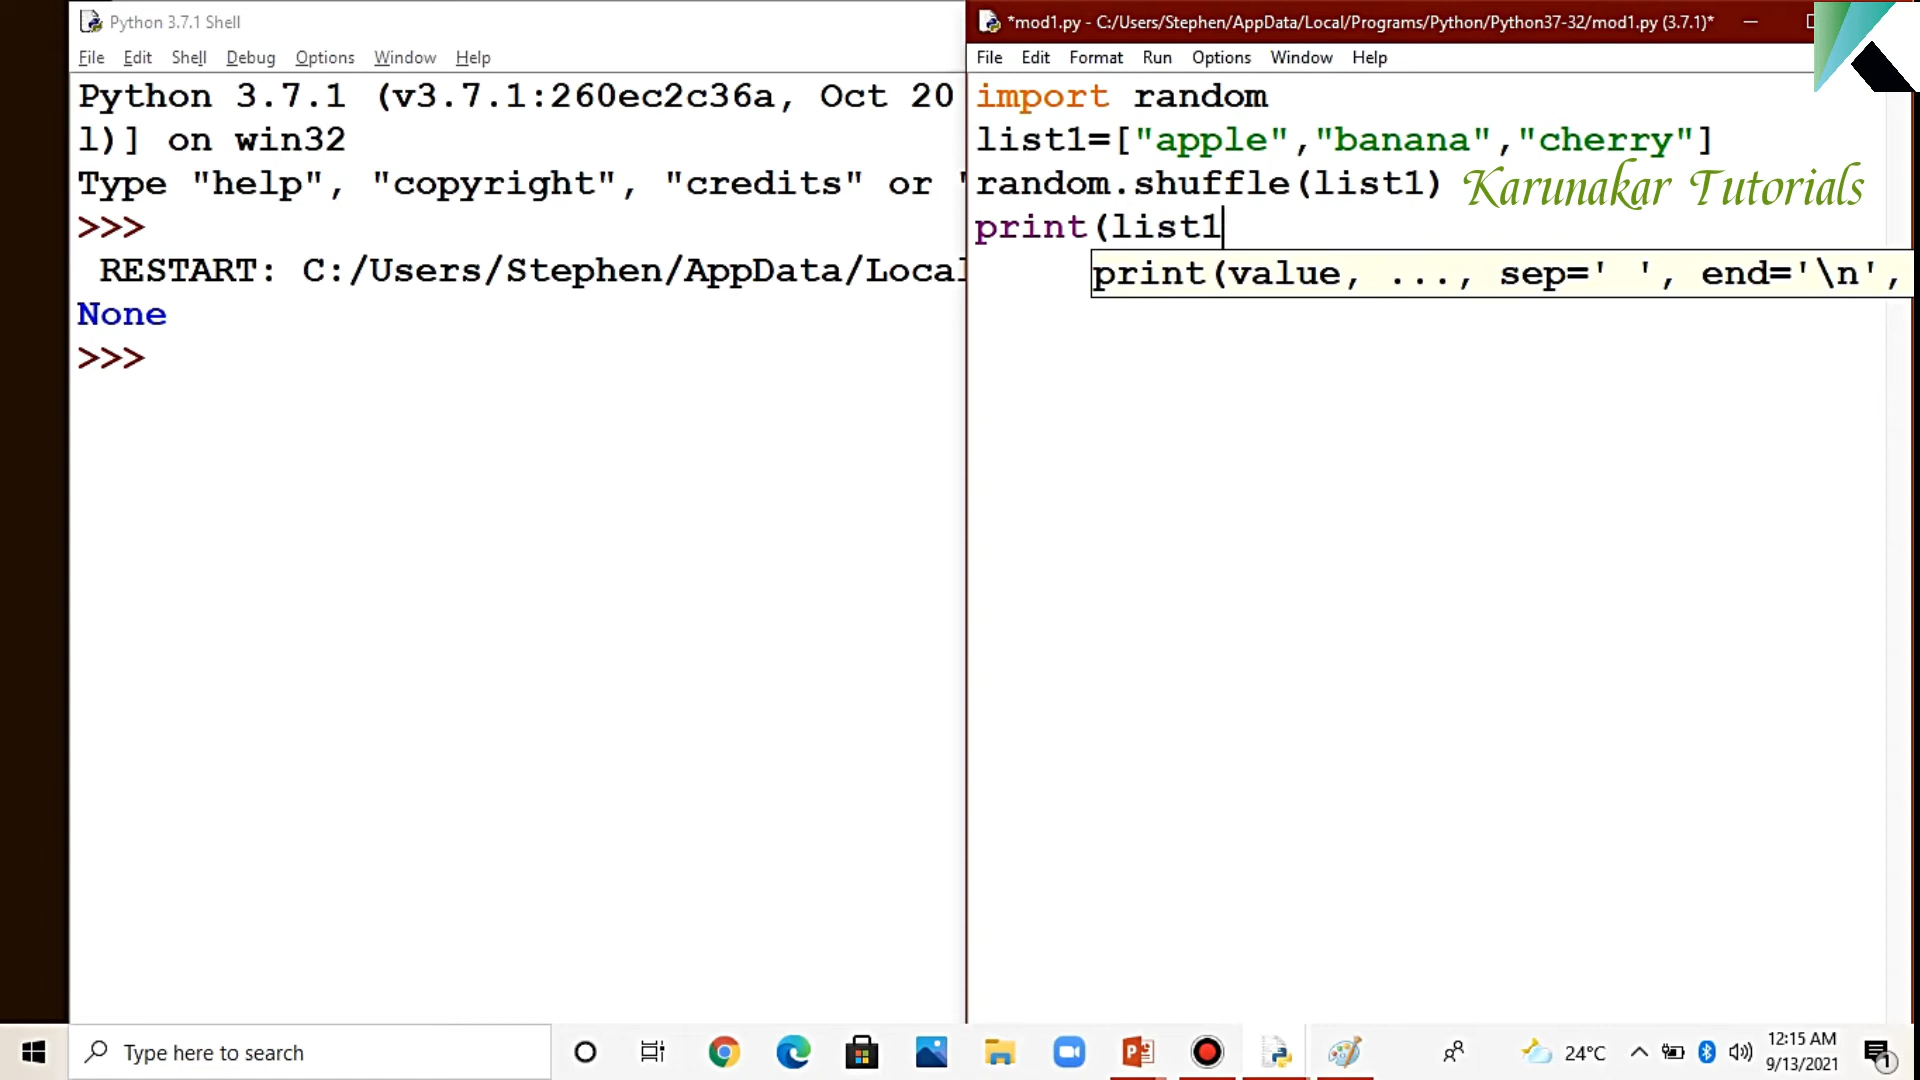 Python 3.7.1 Shell
File Edit Shell Debug Options Window Help
Python 3.7.1 (v3.7.1:260ec2c36a, Oct 20
l)] on win32
Type "help", "copyright", "credits" or "
>>>
RESTART: C:/Users/Stephen/AppData/Local
None
>>>
*mod1.py - C:/Users/Stephen/AppData/Local/Programs/Python/Python37-32/mod1.py (3.7.1)*
File Edit Format Run Options Window Help
import random
list1=["apple","banana","cherry"]
random.shuffle(list1)
Karunakar Tutorials
print(list1
print(value, ..., sep=' ', end='\n',
Type here to search
24°C
12:15 AM
9/13/2021
1